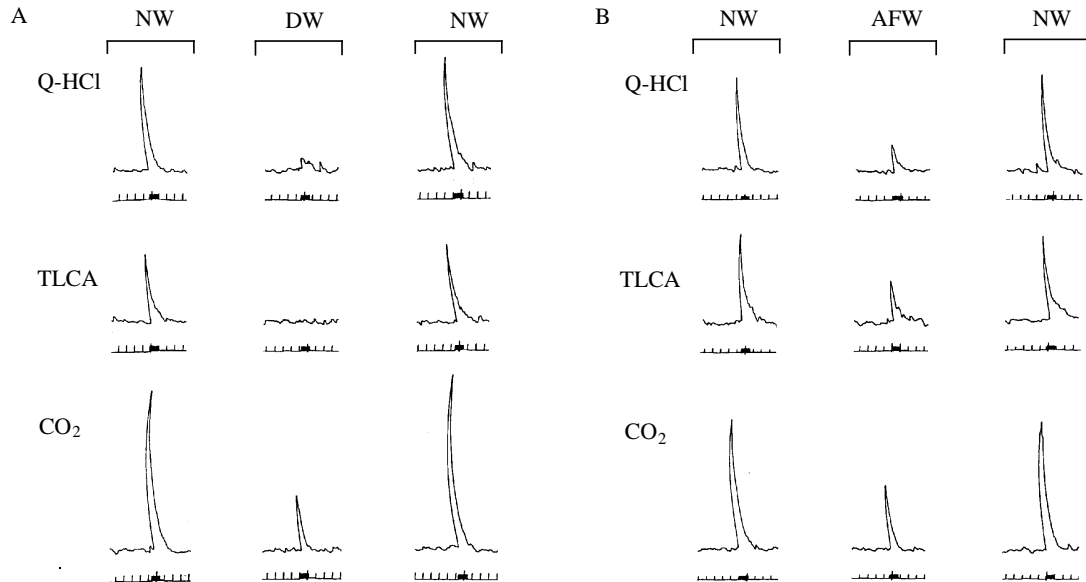 A NW DW NW B NW AFW NW
Q-HCl Q-HCl
TLCA TLCA
CO₂ CO₂